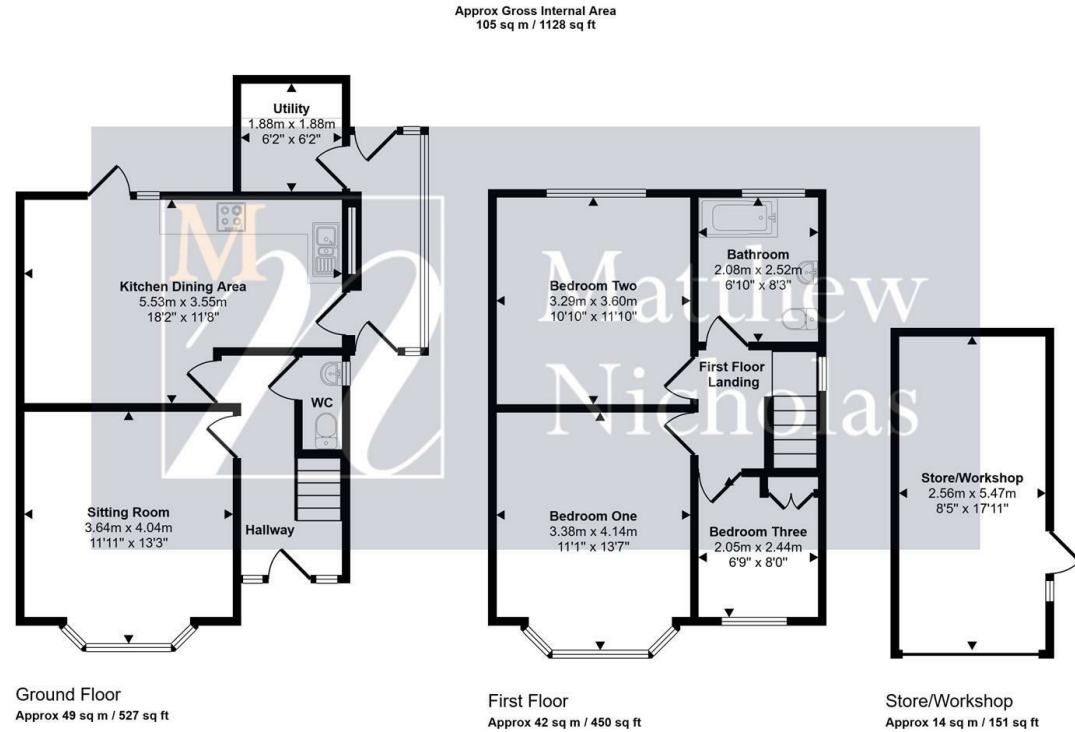 Approx Gross Internal Area
105 sq m / 1128 sq ft
Utility
1.88m x 1.88m
6'2" x 6'2"
Kitchen Dining Area
5.53m x 3.55m
18'2" x 11'8"
WC
Sitting Room
3.64m x 4.04m
11'11" x 13'3"
Hallway
Ground Floor
Approx 49 sq m / 527 sq ft
Bedroom Two
3.29m x 3.60m
10'10" x 11'10"
Bathroom
2.08m x 2.52m
6'10" x 8'3"
First Floor
Landing
Bedroom One
3.38m x 4.14m
11'1" x 13'7"
Bedroom Three
2.05m x 2.44m
6'9" x 8'0"
First Floor
Approx 42 sq m / 450 sq ft
Store/Workshop
2.56m x 5.47m
8'5" x 17'11"
Store/Workshop
Approx 14 sq m / 151 sq ft
M
n
Matthew
Nicholas